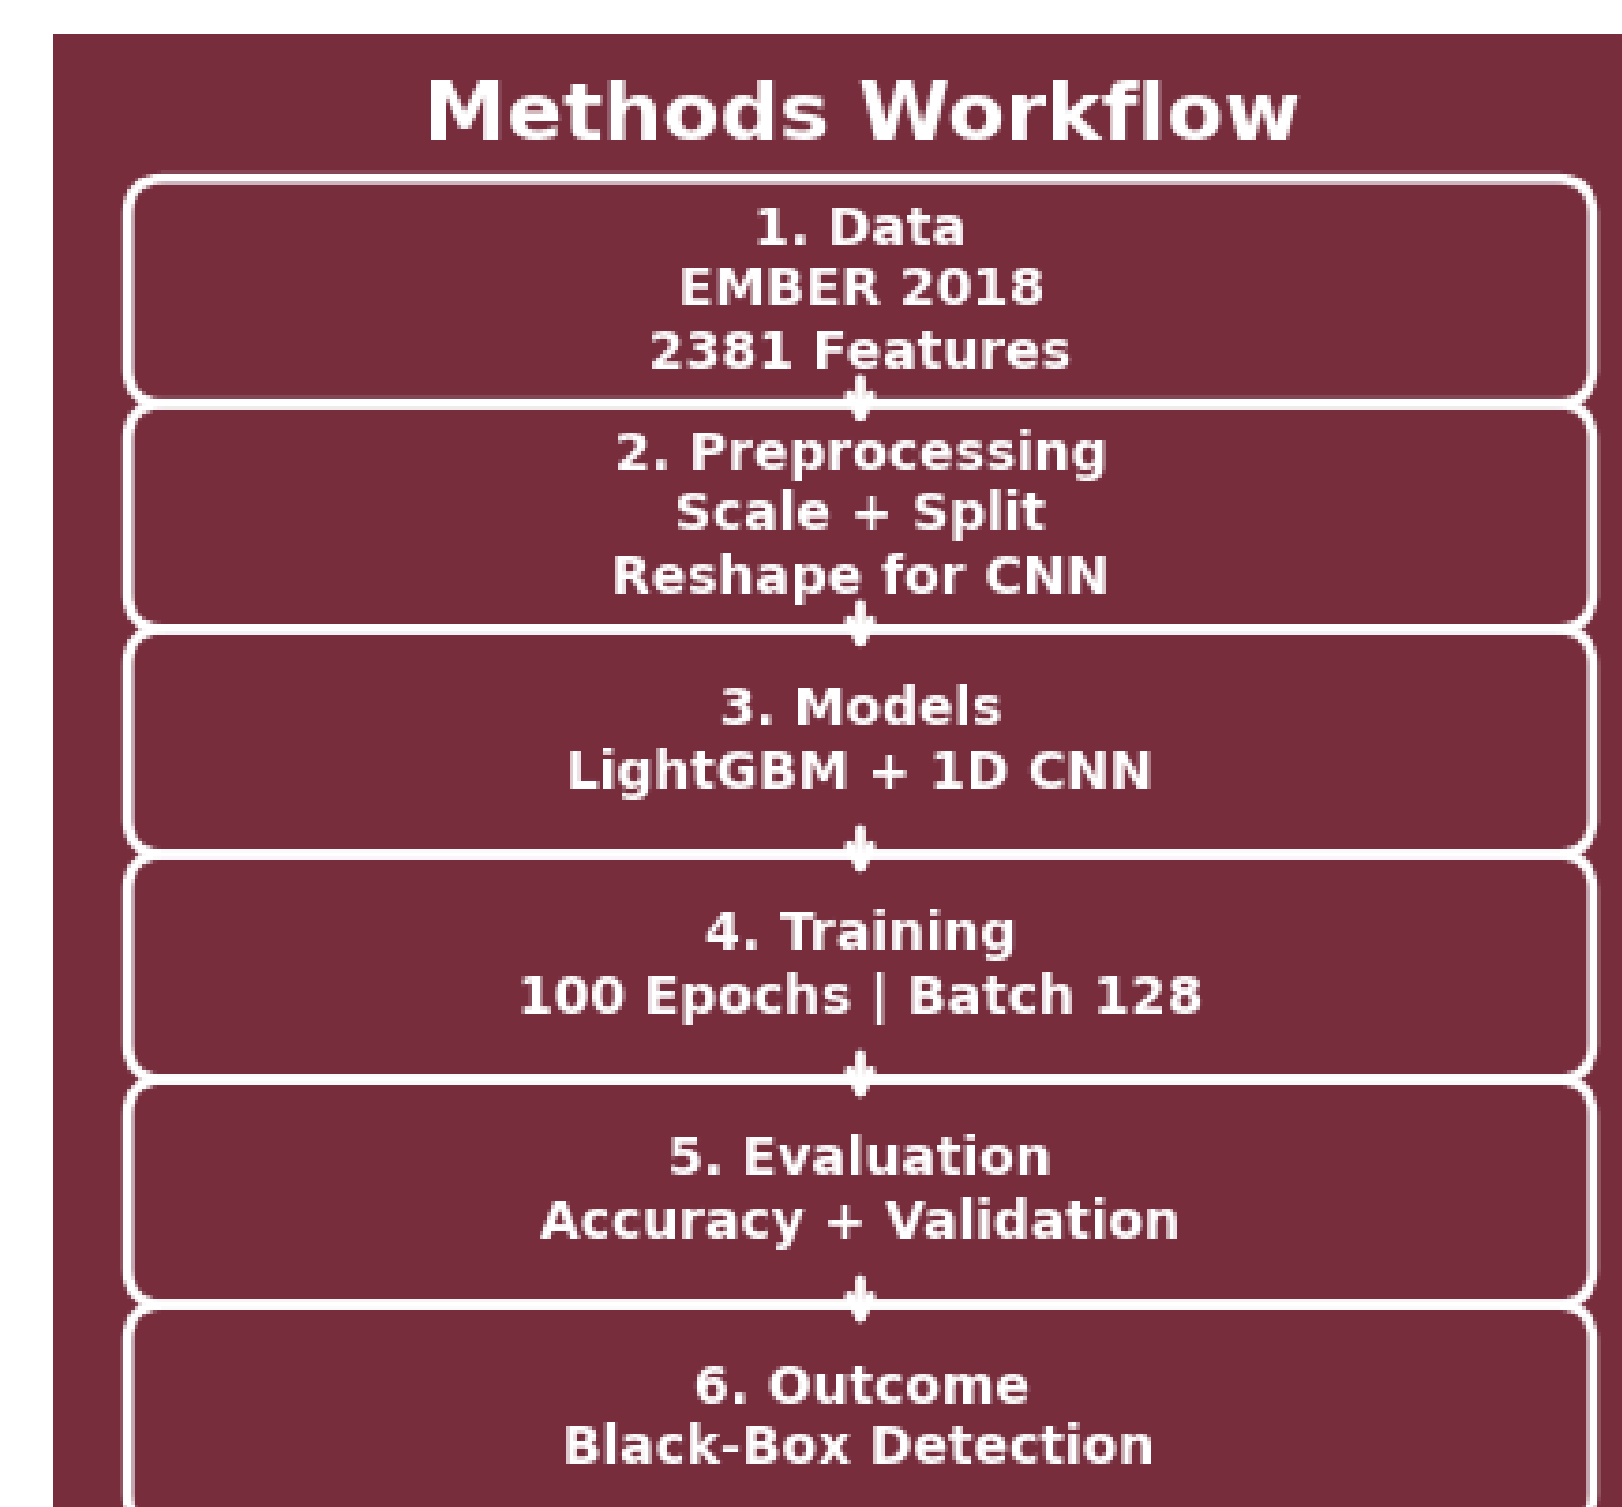 Methods Workflow
1. Data
EMBER 2018
2381 Features
2. Preprocessing
Scale + Split
Reshape for CNN
3. Models
LightGBM + 1D CNN
4. Training
100 Epochs | Batch 128
5. Evaluation
Accuracy + Validation
6. Outcome
Black-Box Detection